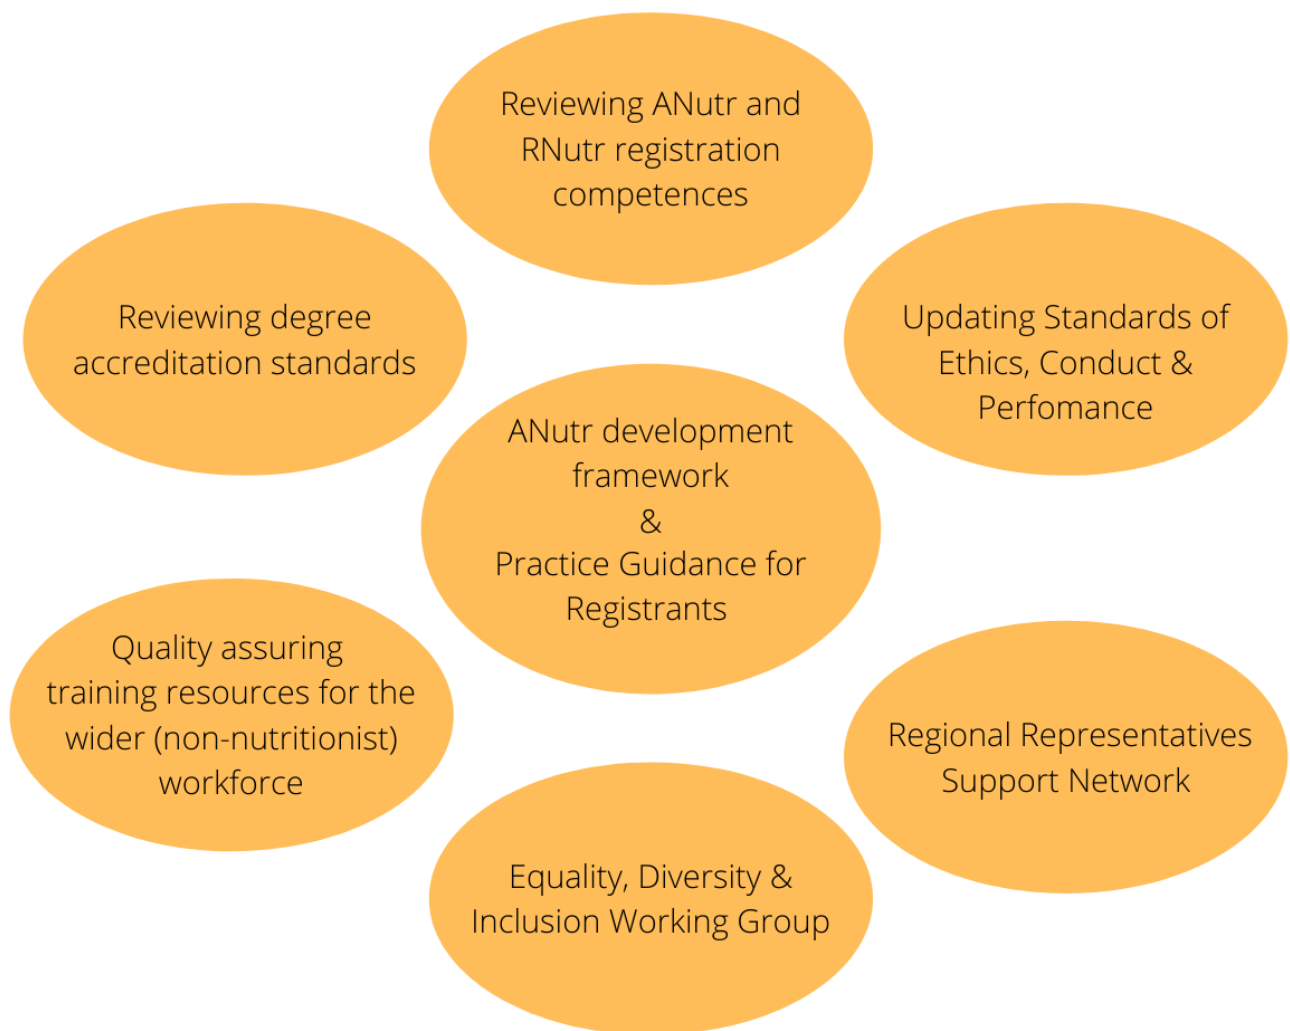 Reviewing ANutr and
RNutr registration
competences
Reviewing degree
accreditation standards
Updating Standards of
Ethics, Conduct &
Perfomance
ANutr development
framework
&
Practice Guidance for
Registrants
Quality assuring
training resources for the
wider (non-nutritionist)
workforce
Regional Representatives
Support Network
Equality, Diversity &
Inclusion Working Group